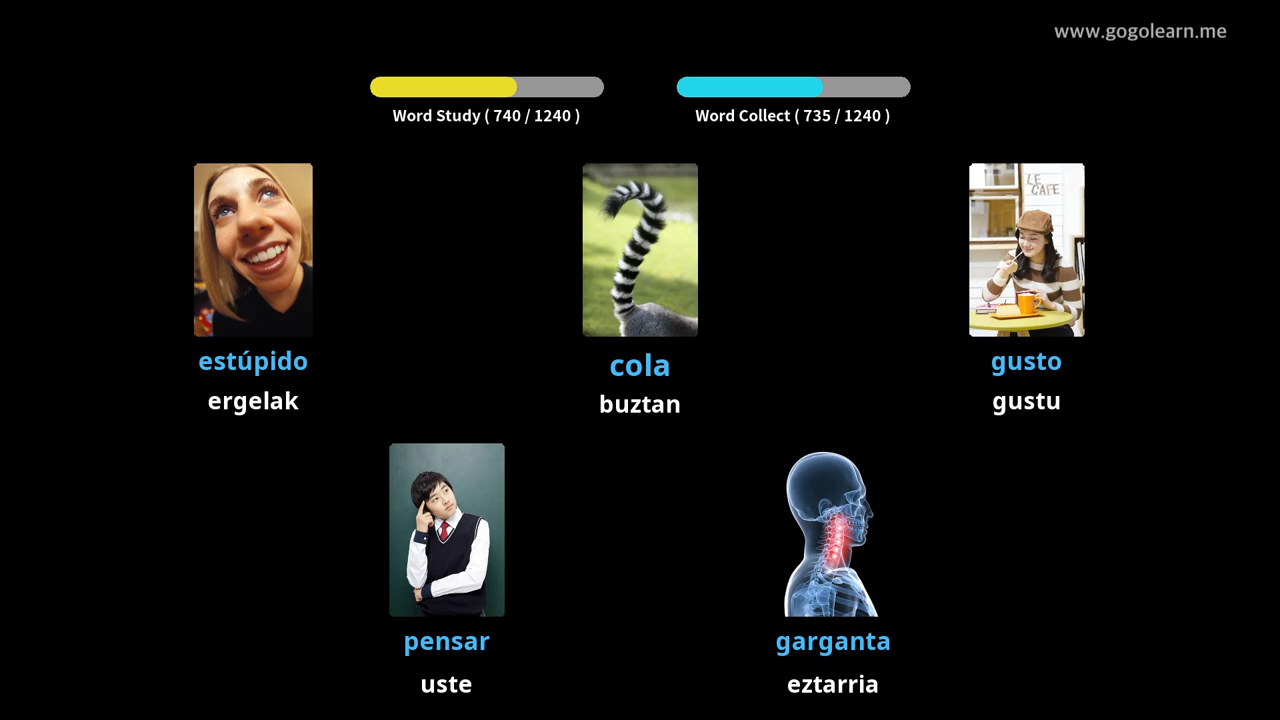 www.gogolearn.me
Word Study ( 740 / 1240 )
Word Collect ( 735 / 1240 )
LE
CAFE
estúpido
ergelak
cola
buztan
gusto
gustu
pensar
uste
garganta
eztarria